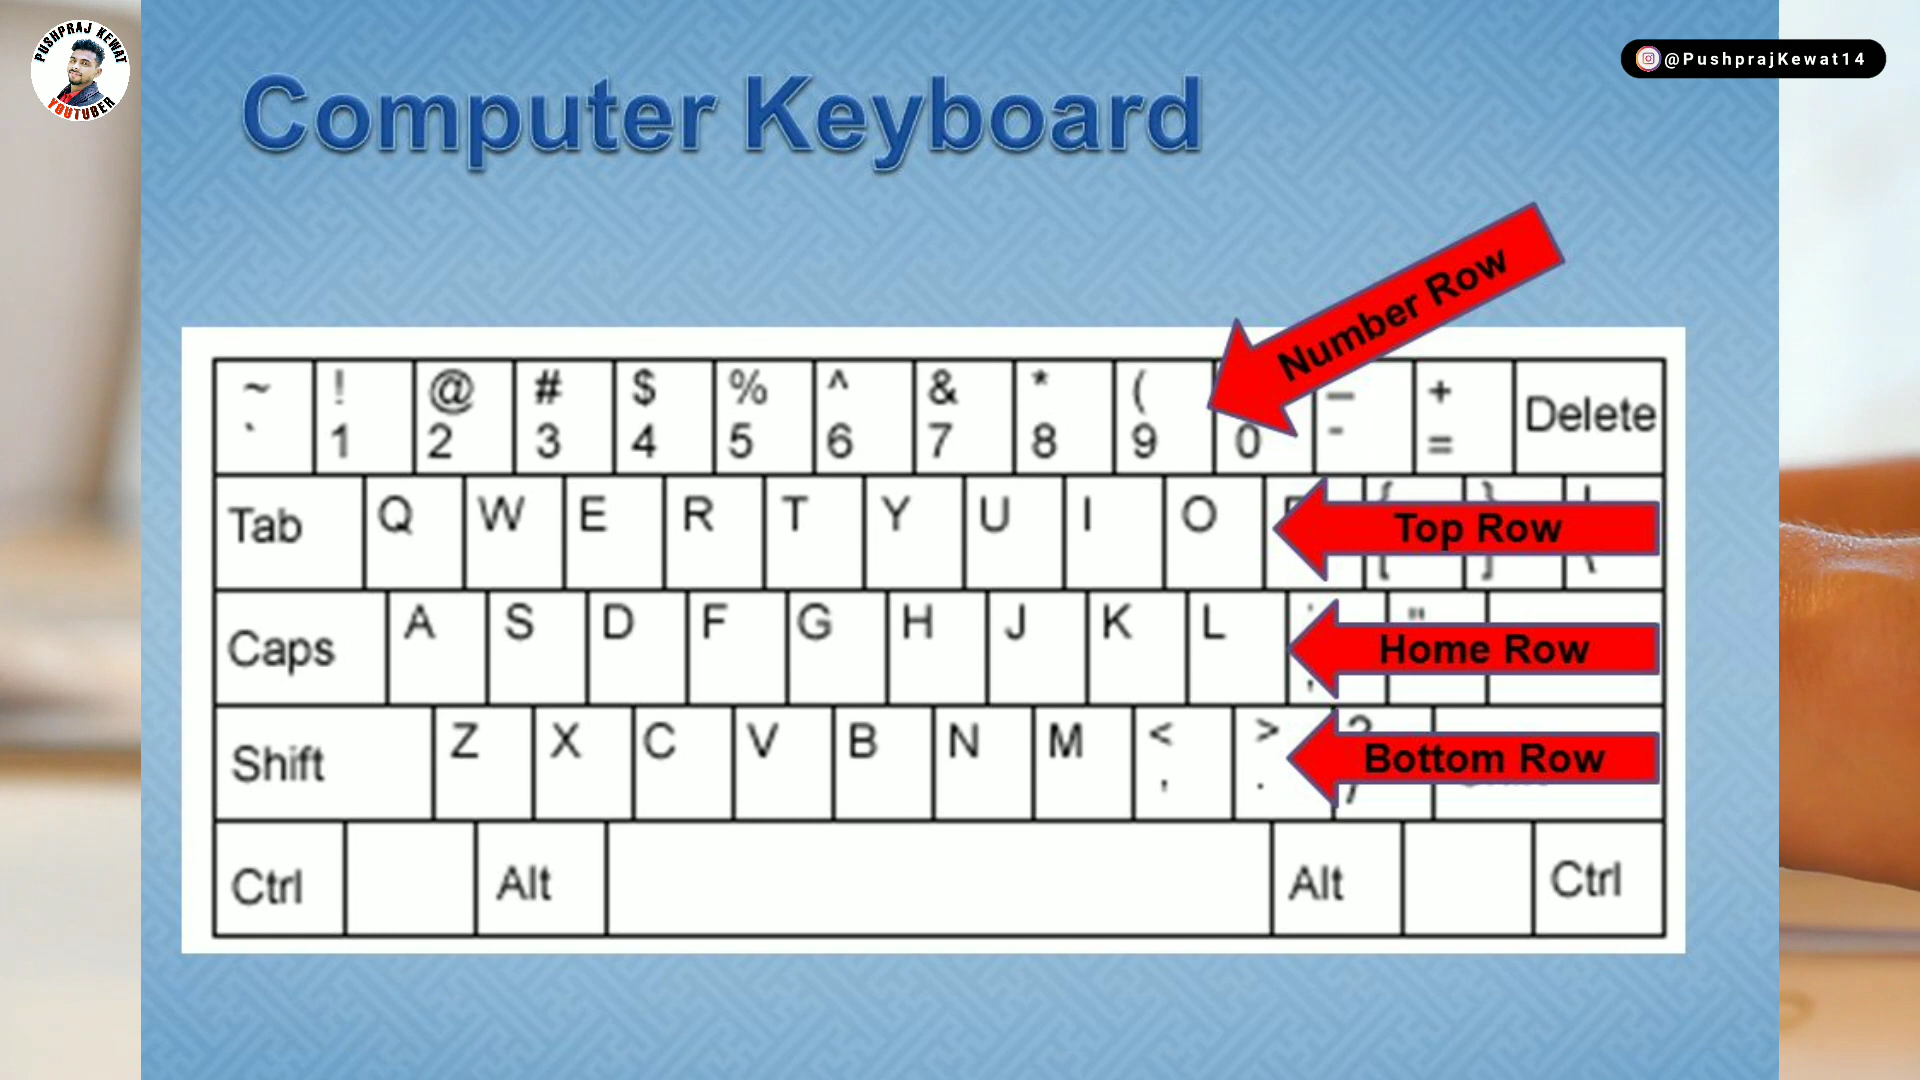 PUSHPRAJ KEWAT
YOUTUBER
@PushprajKewat14
Computer Keyboard
Number Row
~ ! @ # $ % ^ & * ( — +
` 1 2 3 4 5 6 7 8 9 0 - = Delete
Tab Q W E R T Y U I O
Top Row
Caps A S D F G H J K L "
Home Row
Shift Z X C V B N M < > ?
, . /
Bottom Row
Ctrl Alt Alt Ctrl